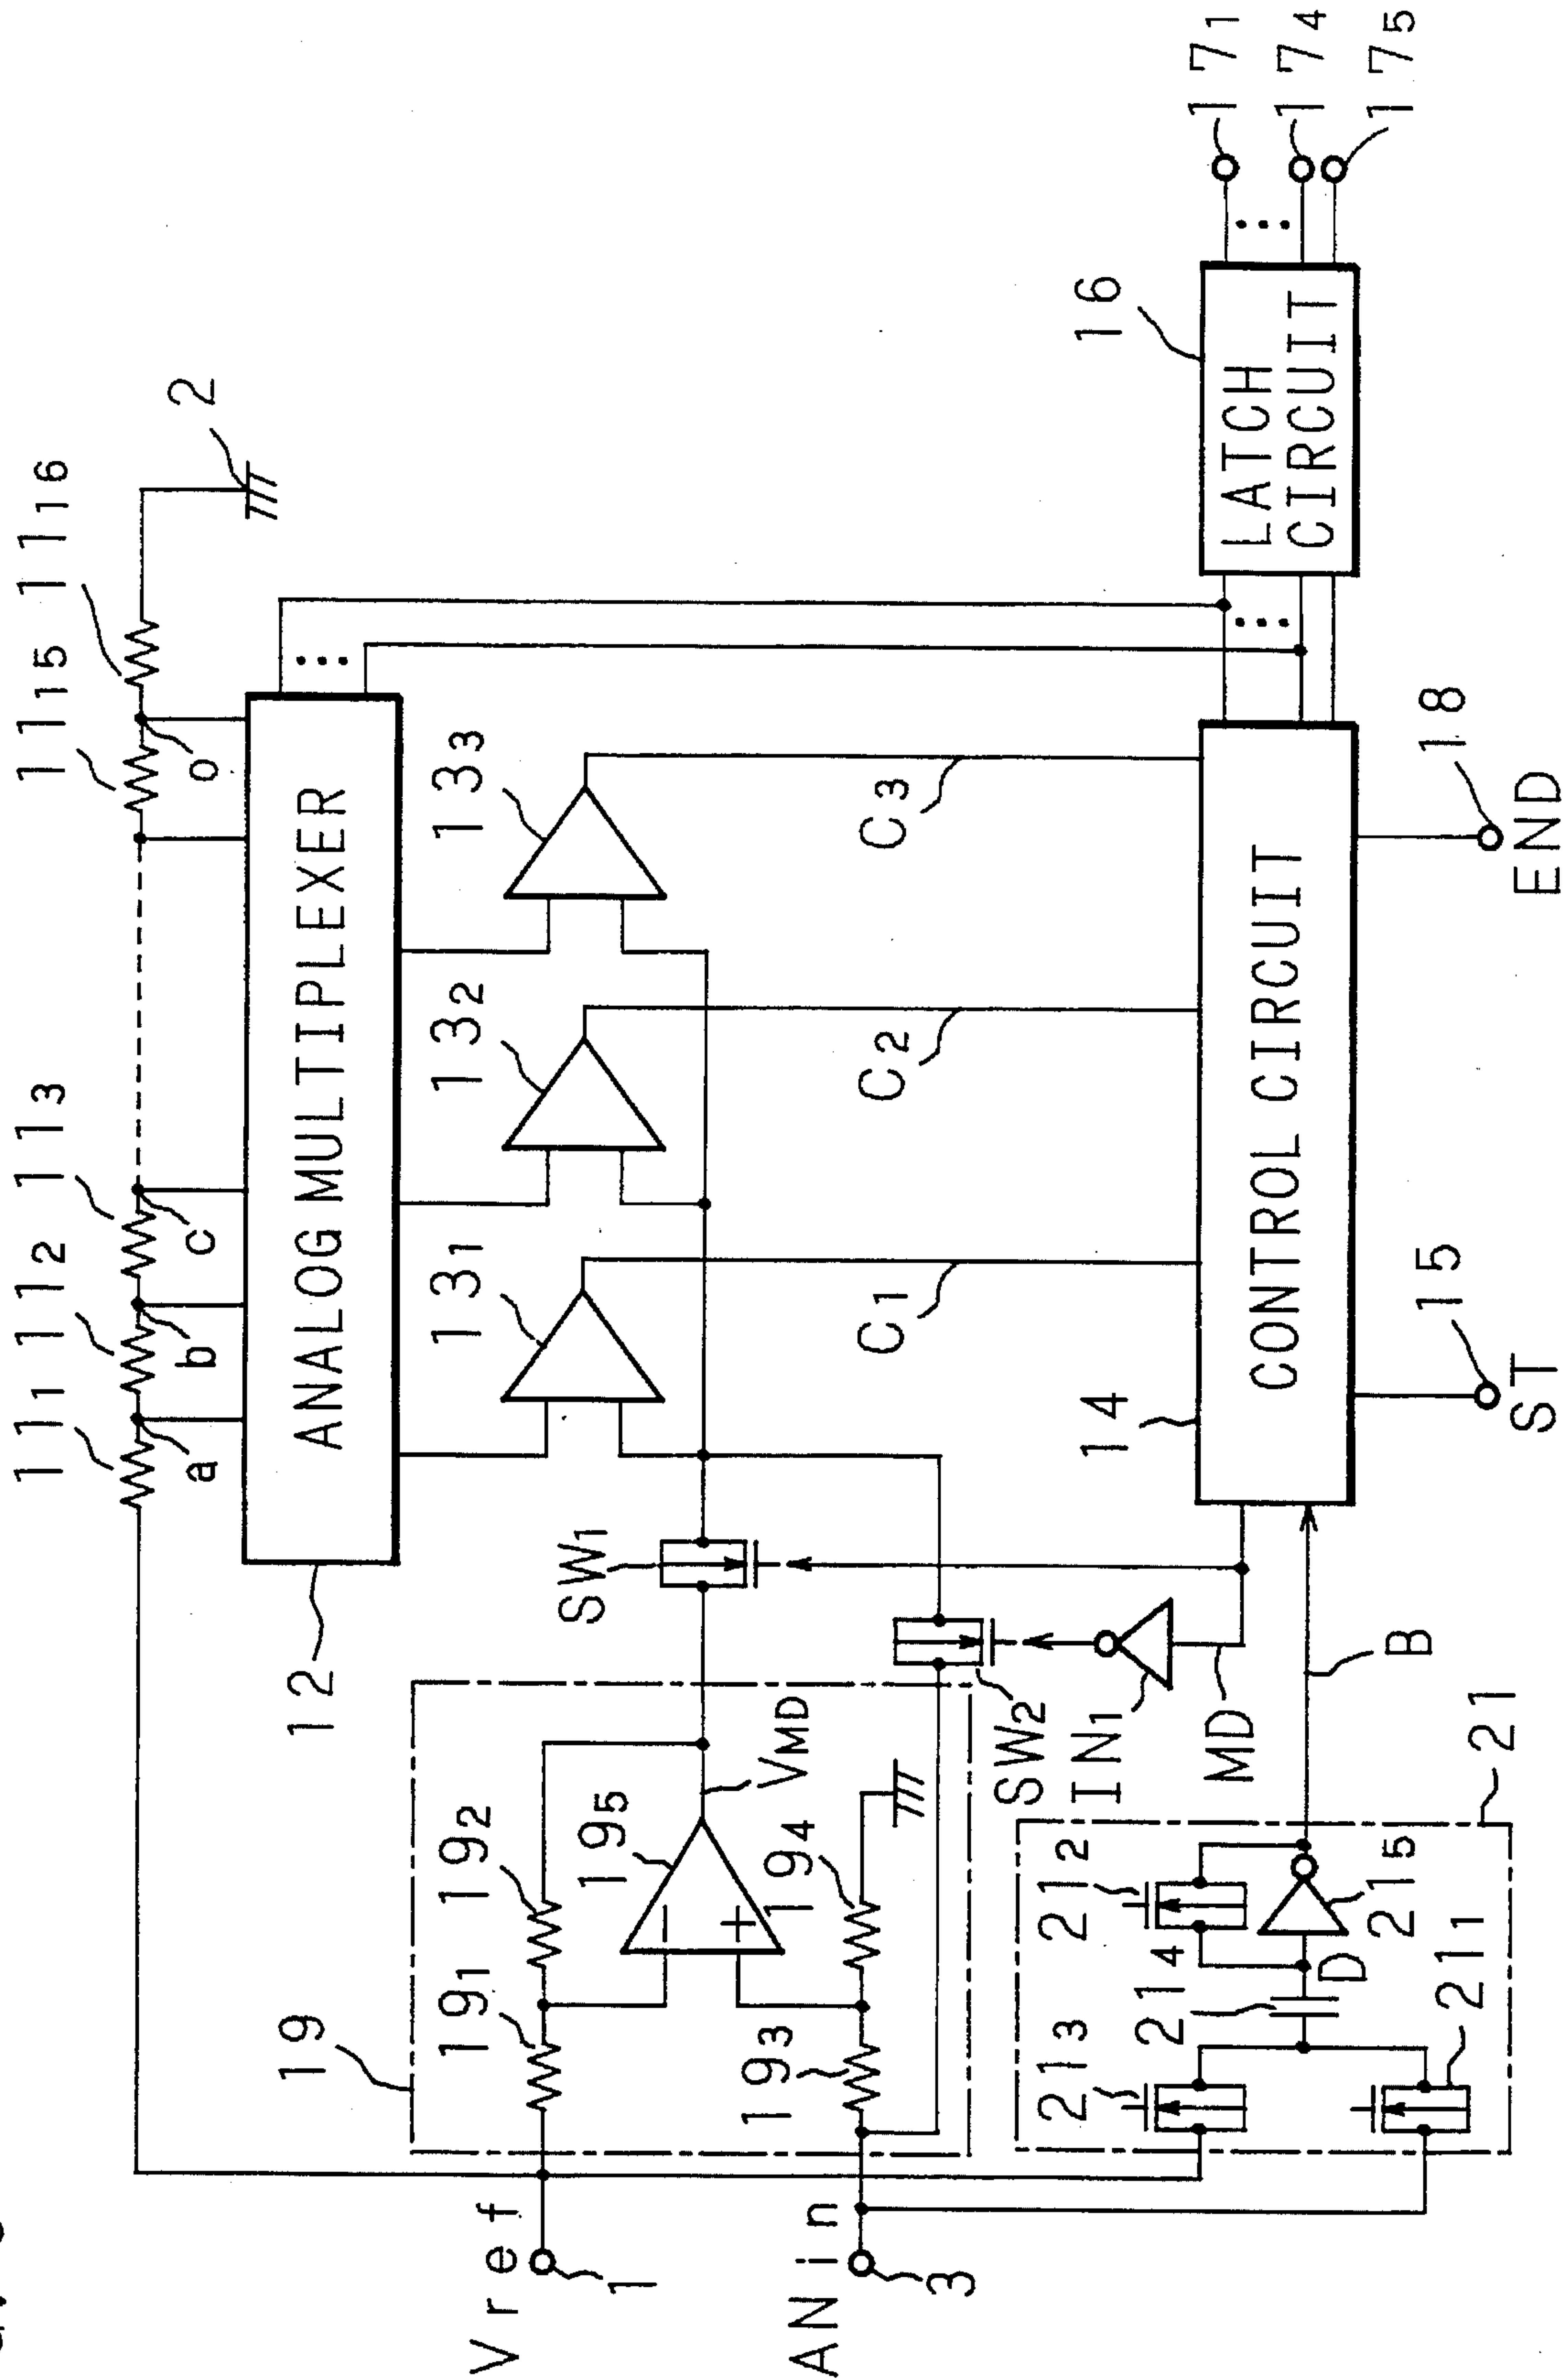 11₁ 11₂ 11₃ 11₁₅ 11₁₆
2
a b c o
12
ANALOG MULTIPLEXER
13₁ 13₂ 13₃
SW₁
19
19₁ 19₂
19₅
− +
VMD
19₃ 19₄
Vref
1
ANin
3
SW₂
IN₁
MD
C₁ C₂ C₃
14
CONTROL CIRCUIT
16
LATCH
CIRCUIT
17₁
17₄
17₅
15
ST
18
END
B
21
21₃ 21₄ 21₂
D
21₅
21₁